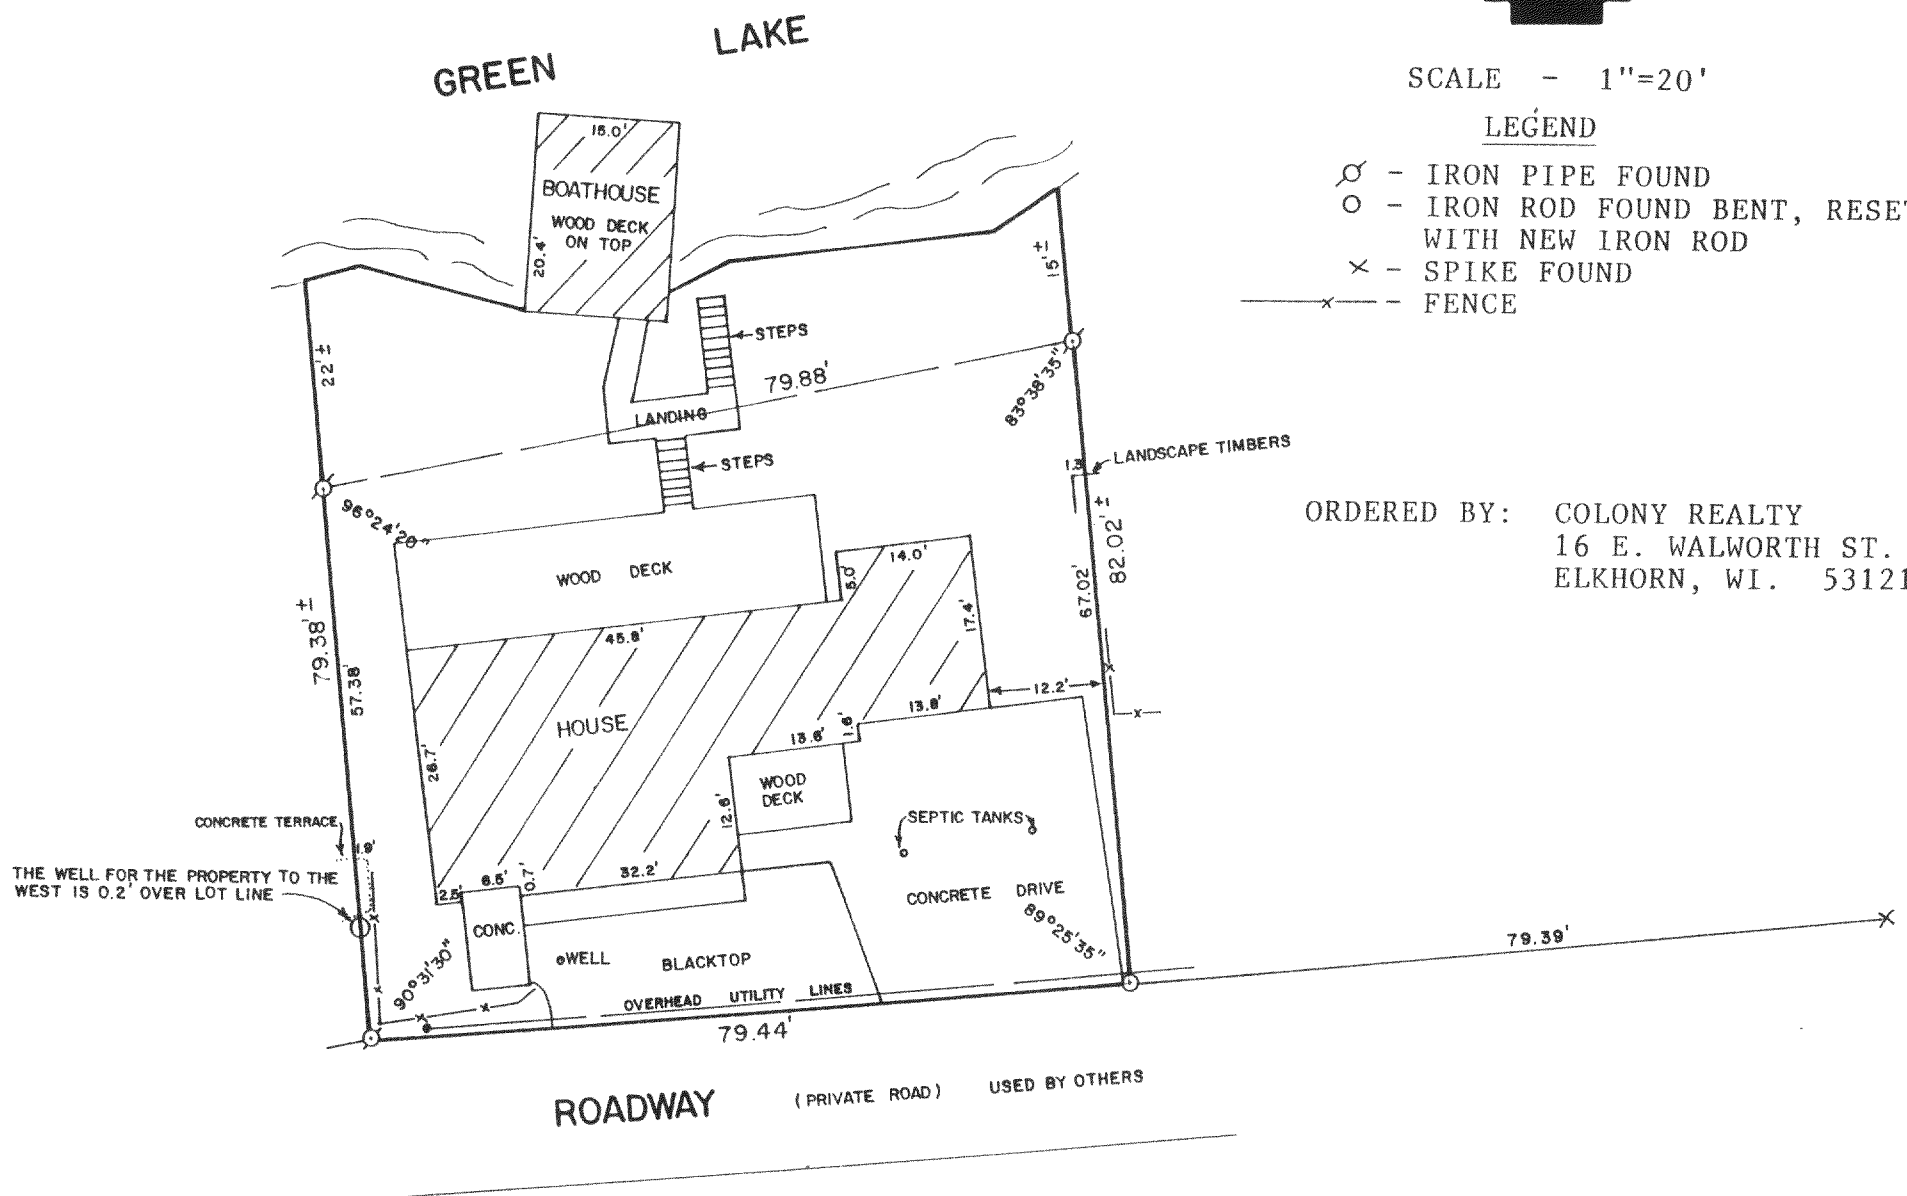 GREEN LAKE
SCALE - 1"=20'
LEGEND
- IRON PIPE FOUND
- IRON ROD FOUND BENT, RESE
WITH NEW IRON ROD
- SPIKE FOUND
- FENCE
15.0'
BOATHOUSE
WOOD DECK
ON TOP
20.4'
15'±
22'±
STEPS
79.88'
83°38'35"
LANDING
STEPS
1.3
LANDSCAPE TIMBERS
96°24'20"
ORDERED BY: COLONY REALTY
16 E. WALWORTH ST.
ELKHORN, WI. 53121
82.02'±
67.02'
WOOD DECK
14.0'
5.0'
17.4'
45.8'
79.38'±
57.38'
HOUSE
12.2'
13.8'
13.6'
1.6'
26.7'
WOOD
DECK
12.6'
SEPTIC TANKS
CONCRETE TERRACE
1.9'
THE WELL FOR THE PROPERTY TO THE
WEST IS 0.2' OVER LOT LINE
2.5'
6.5'
0.7'
32.2'
CONCRETE DRIVE
89°25'35"
CONC.
WELL
BLACKTOP
90°31'30"
79.39'
OVERHEAD UTILITY LINES
79.44'
ROADWAY (PRIVATE ROAD) USED BY OTHERS